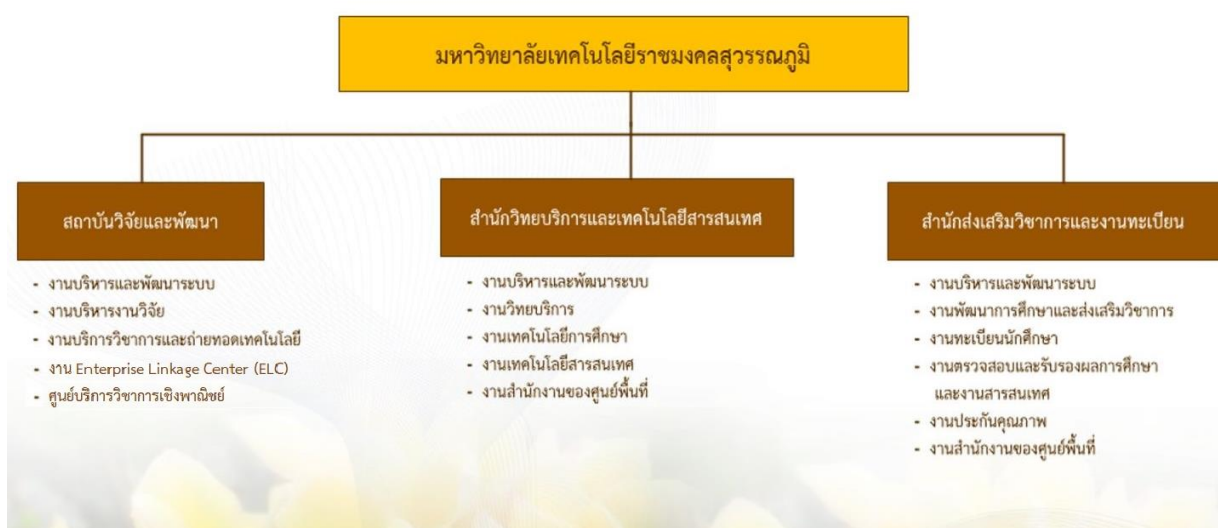 มหาวิทยาลัยเทคโนโลยีราชมงคลสุวรรณภูมิ
สถาบันวิจัยและพัฒนา
- งานบริหารและพัฒนาระบบ
- งานบริหารงานวิจัย
- งานบริการวิชาการและถ่ายทอดเทคโนโลยี
- งาน Enterprise Linkage Center (ELC)
- ศูนย์บริการวิชาการเชิงพาณิชย์
สำนักวิทยบริการและเทคโนโลยีสารสนเทศ
- งานบริหารและพัฒนาระบบ
- งานวิทยบริการ
- งานเทคโนโลยีการศึกษา
- งานเทคโนโลยีสารสนเทศ
- งานสำนักงานของศูนย์พื้นที่
สำนักส่งเสริมวิชาการและงานทะเบียน
- งานบริหารและพัฒนาระบบ
- งานพัฒนาการศึกษาและส่งเสริมวิชาการ
- งานทะเบียนนักศึกษา
- งานตรวจสอบและรับรองผลการศึกษา
และงานสารสนเทศ
- งานประกันคุณภาพ
- งานสำนักงานของศูนย์พื้นที่